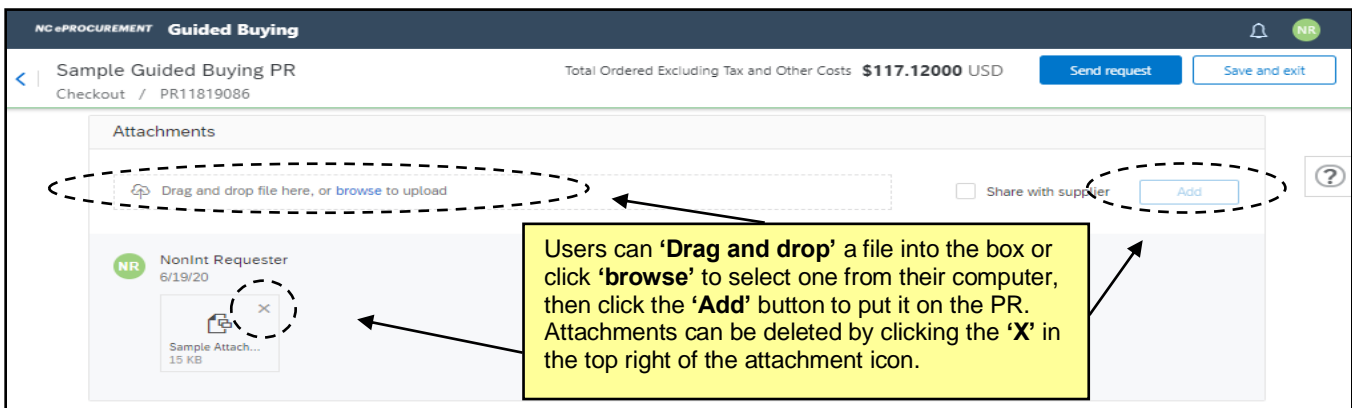 NC ePROCUREMENT Guided Buying
NR
Sample Guided Buying PR
Total Ordered Excluding Tax and Other Costs $117.12000 USD
Send request
Save and exit
Checkout / PR11819086
Attachments
Drag and drop file here, or browse to upload
Share with supplier
Add
?
Users can ‘Drag and drop’ a file into the box or
click ‘browse’ to select one from their computer,
then click the ‘Add’ button to put it on the PR.
Attachments can be deleted by clicking the ‘X’ in
the top right of the attachment icon.
NR
NonInt Requester
6/19/20
Sample Attach...
15 KB